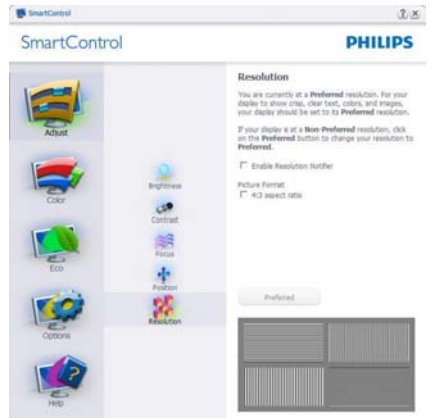 SmartControl
SmartControl
PHILIPS
Adjust
Color
Eco
Options
Help
Brightness
Contrast
Focus
Position
Resolution
Resolution
You are currently at a Preferred resolution. For your
display to show crisp, clear text, colors, and images,
your display should be set to its Preferred resolution.
If your display is at a Non-Preferred resolution, click
on the Preferred button to change your resolution to
Preferred.
Enable Resolution Notifier
Picture Format
4:3 aspect ratio
Preferred